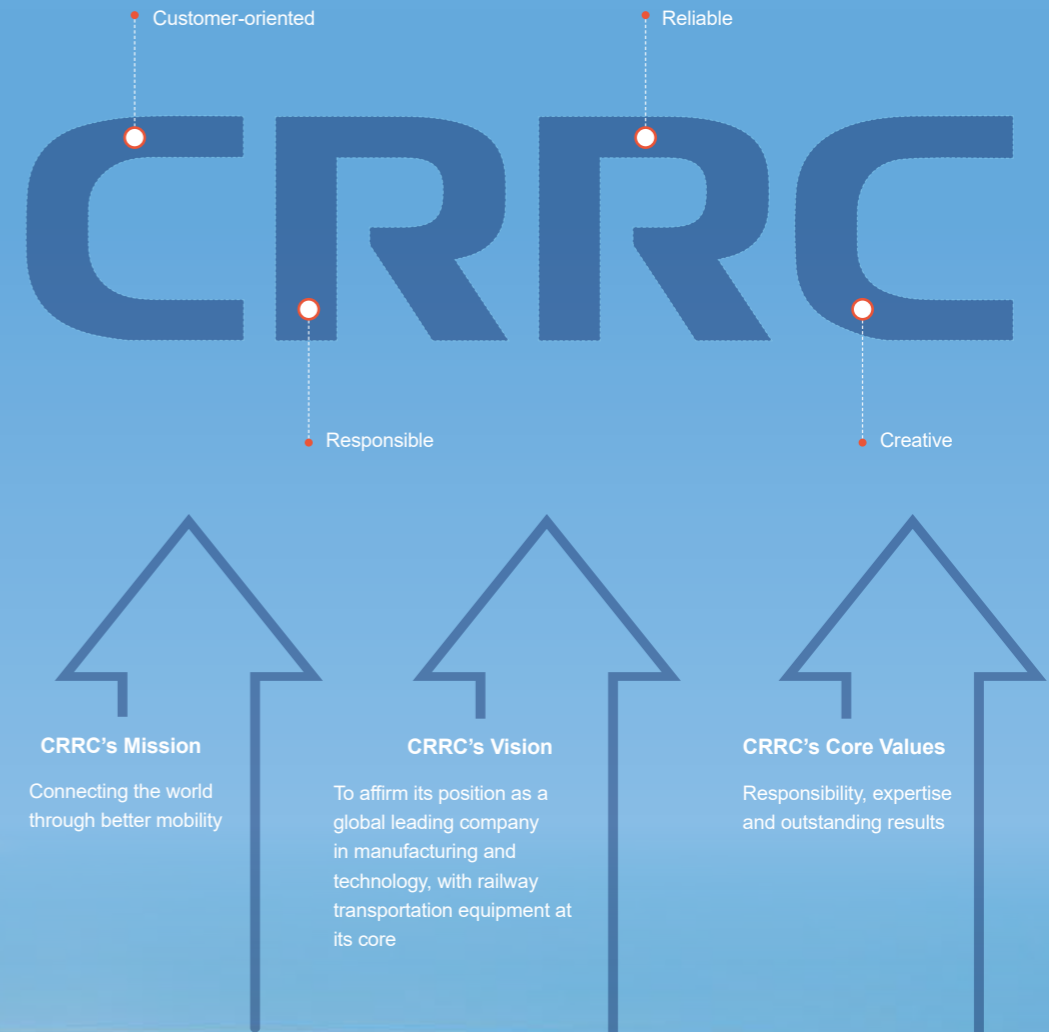 Customer-oriented
Reliable
CRRC
Responsible
Creative
CRRC’s Mission
Connecting the world
through better mobility
CRRC’s Vision
To affirm its position as a
global leading company
in manufacturing and
technology, with railway
transportation equipment at
its core
CRRC’s Core Values
Responsibility, expertise
and outstanding results